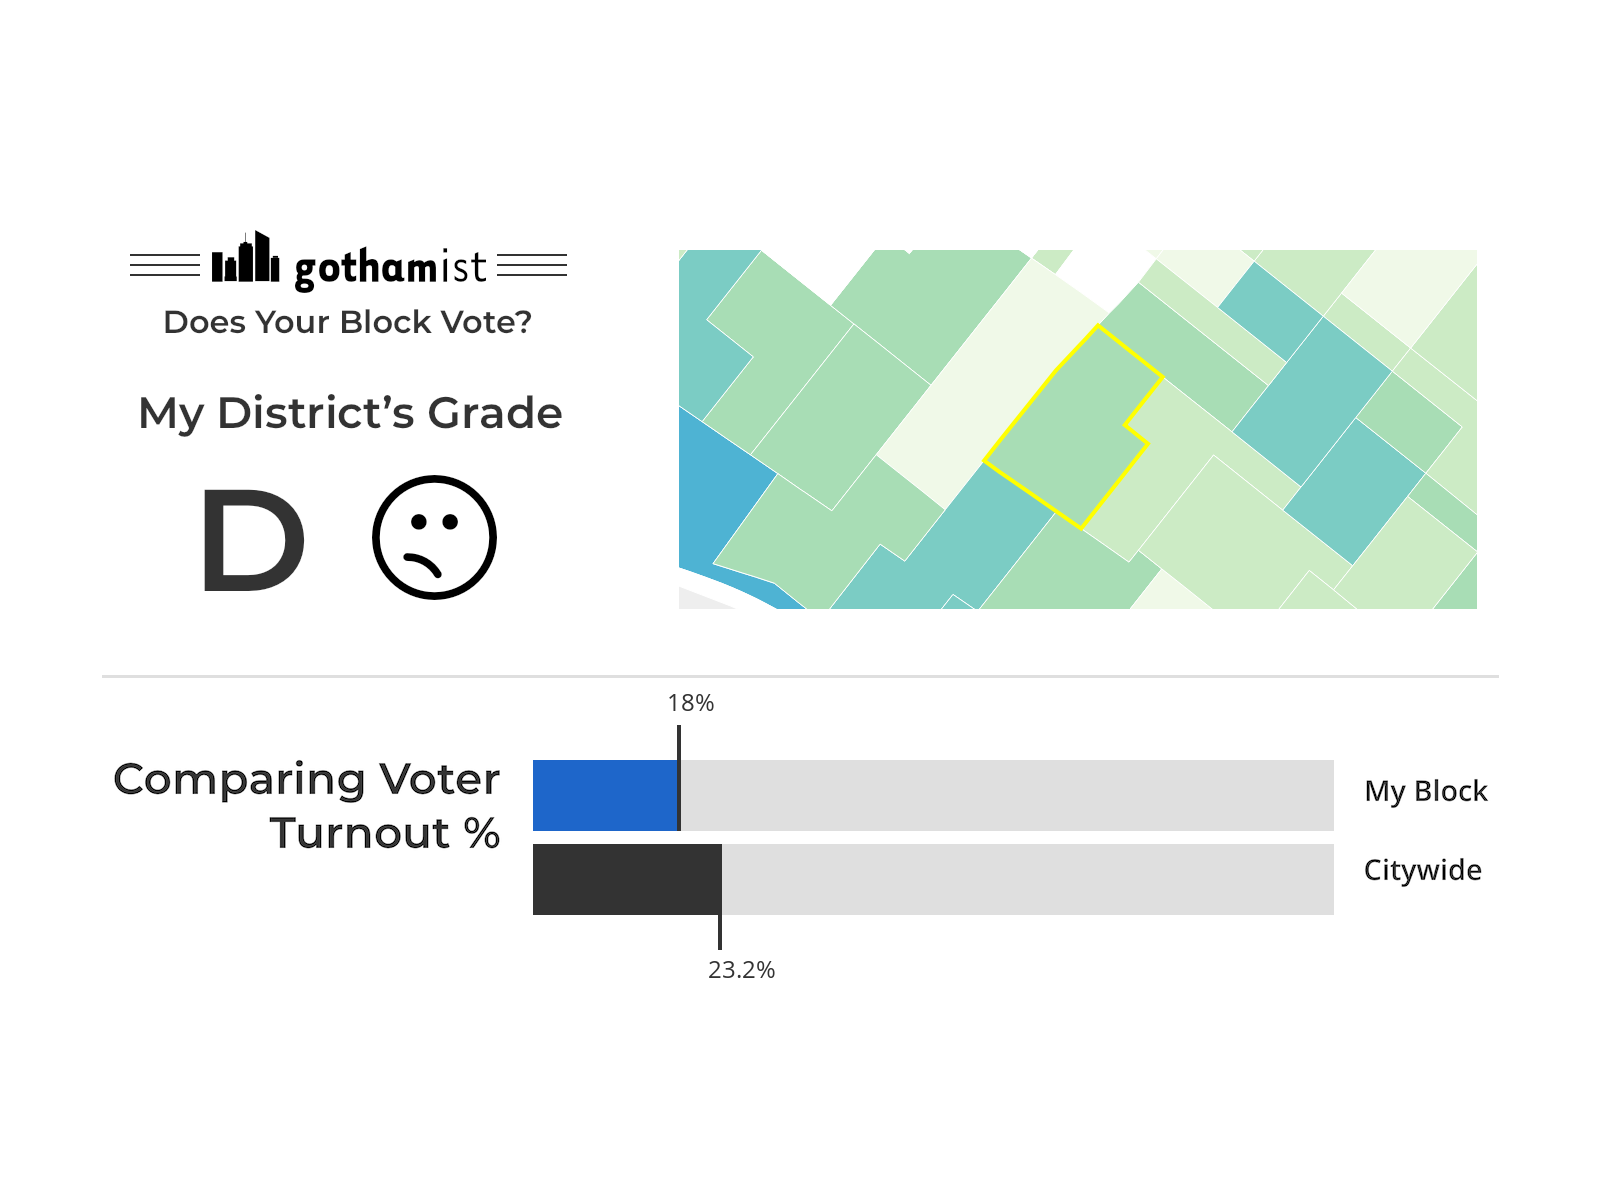 gothamist
Does Your Block Vote?
My District’s Grade
D
18%
Comparing Voter
Turnout %
My Block
Citywide
23.2%